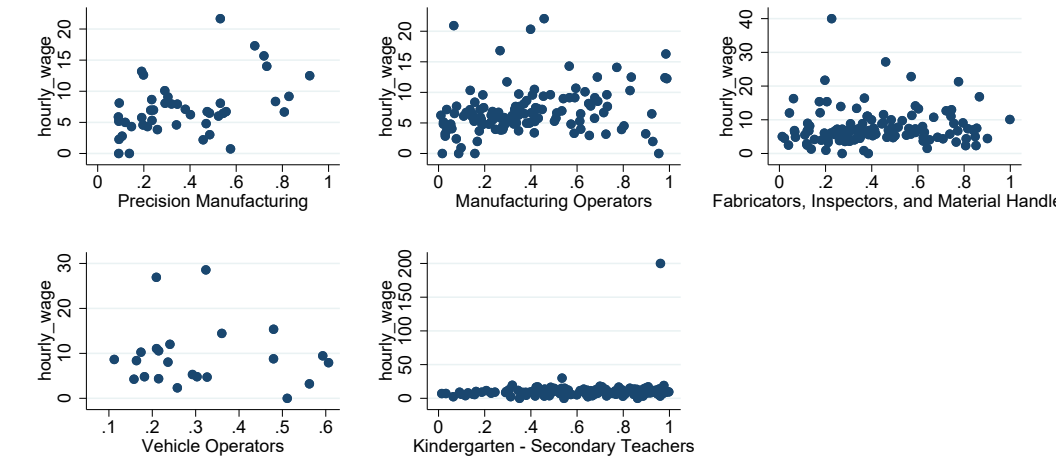 hourly_wage
0 5 10 15 20
0 .2 .4 .6 .8 1
Precision Manufacturing
hourly_wage
0 5 10 15 20
0 .2 .4 .6 .8 1
Manufacturing Operators
hourly_wage
0 10 20 30 40
0 .2 .4 .6 .8 1
Fabricators, Inspectors, and Material Handle
hourly_wage
0 10 20 30
.1 .2 .3 .4 .5 .6
Vehicle Operators
hourly_wage
0 50 100 150 200
0 .2 .4 .6 .8 1
Kindergarten - Secondary Teachers